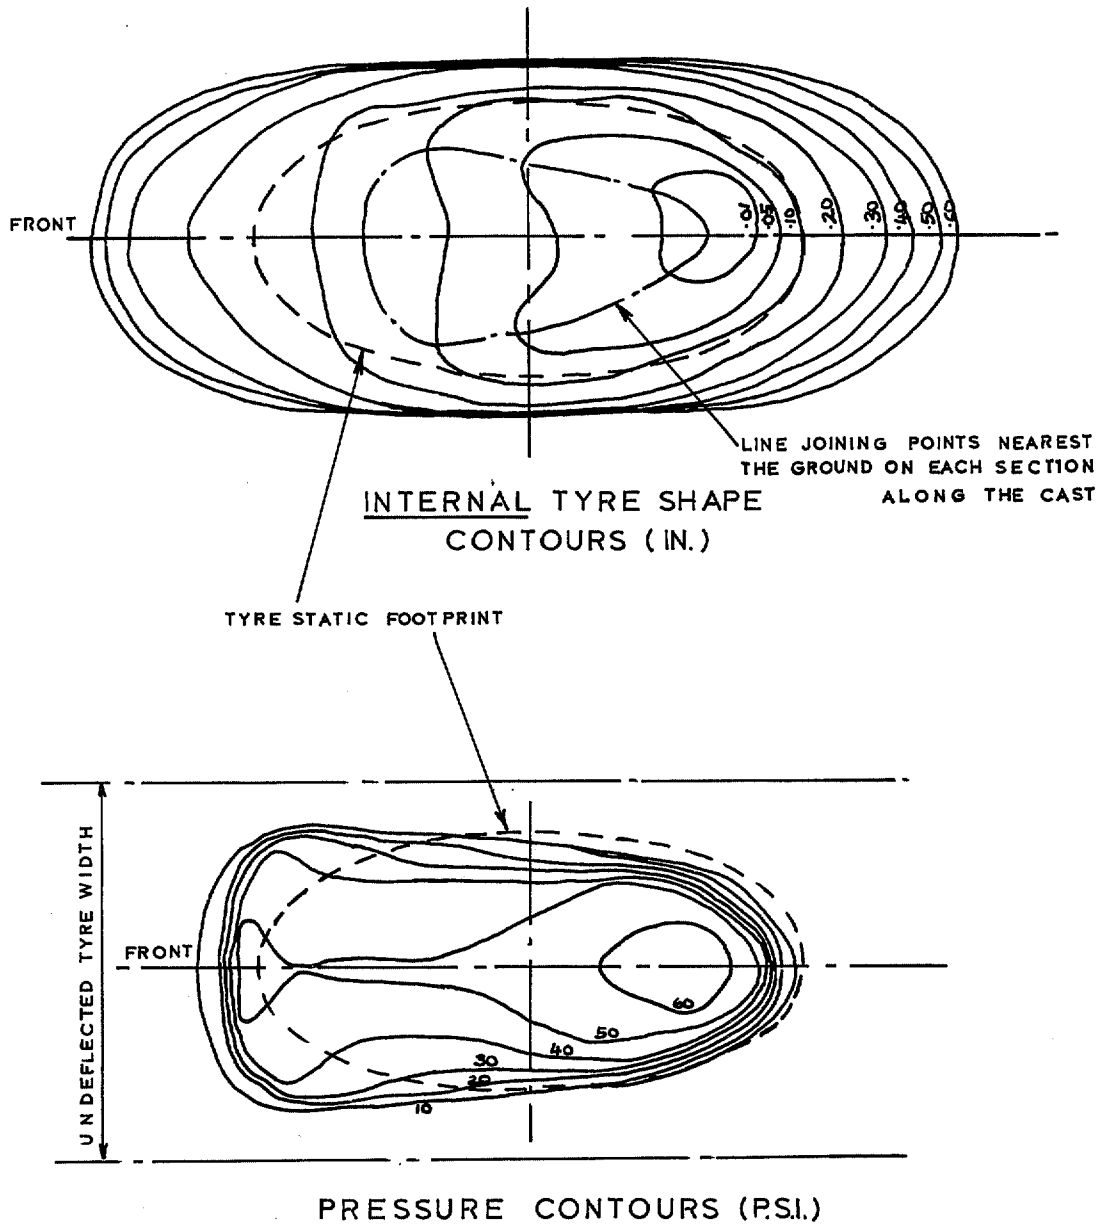 FRONT
.01 .05 .10 .20 .30 .40 .50 .60
LINE JOINING POINTS NEAREST
THE GROUND ON EACH SECTION
ALONG THE CAST
INTERNAL TYRE SHAPE
CONTOURS (IN.)
TYRE STATIC FOOTPRINT
UNDEFLECTED TYRE WIDTH
FRONT
60
50
40
30
20
10
PRESSURE CONTOURS (P.S.I.)